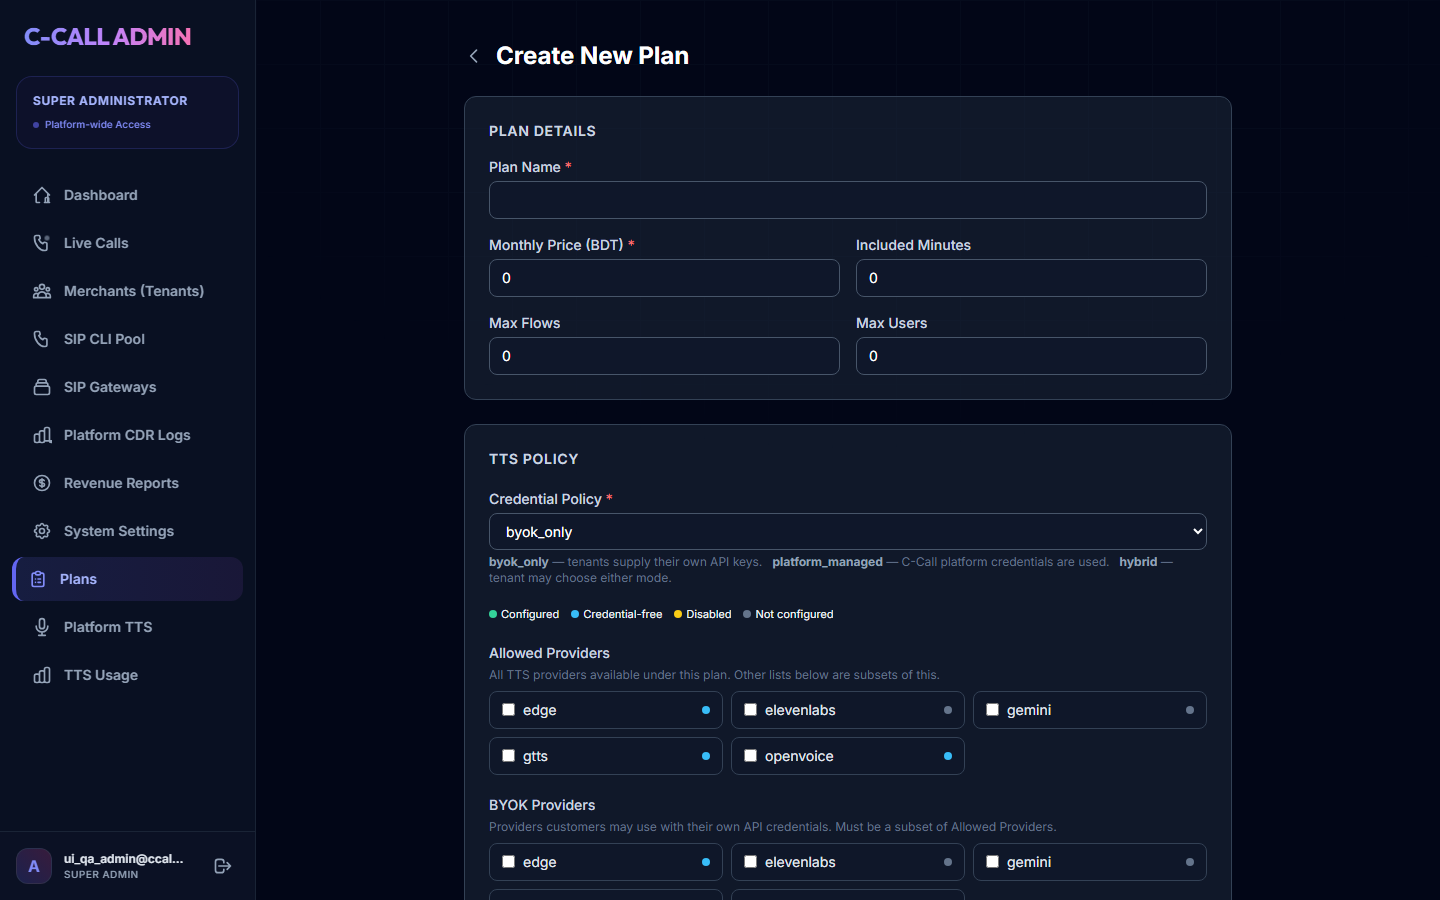 C-CALL ADMIN
SUPER ADMINISTRATOR
Platform-wide Access
Dashboard
Live Calls
Merchants (Tenants)
SIP CLI Pool
SIP Gateways
Platform CDR Logs
Revenue Reports
System Settings
Plans
Platform TTS
TTS Usage
A
ui_qa_admin@ccal...
SUPER ADMIN
Create New Plan
PLAN DETAILS
Plan Name *
Monthly Price (BDT) *
Included Minutes
0
0
Max Flows
Max Users
0
0
TTS POLICY
Credential Policy *
byok_only
byok_only — tenants supply their own API keys. platform_managed — C-Call platform credentials are used. hybrid —
tenant may choose either mode.
Configured Credential-free Disabled Not configured
Allowed Providers
All TTS providers available under this plan. Other lists below are subsets of this.
edge
elevenlabs
gemini
gtts
openvoice
BYOK Providers
Providers customers may use with their own API credentials. Must be a subset of Allowed Providers.
edge
elevenlabs
gemini